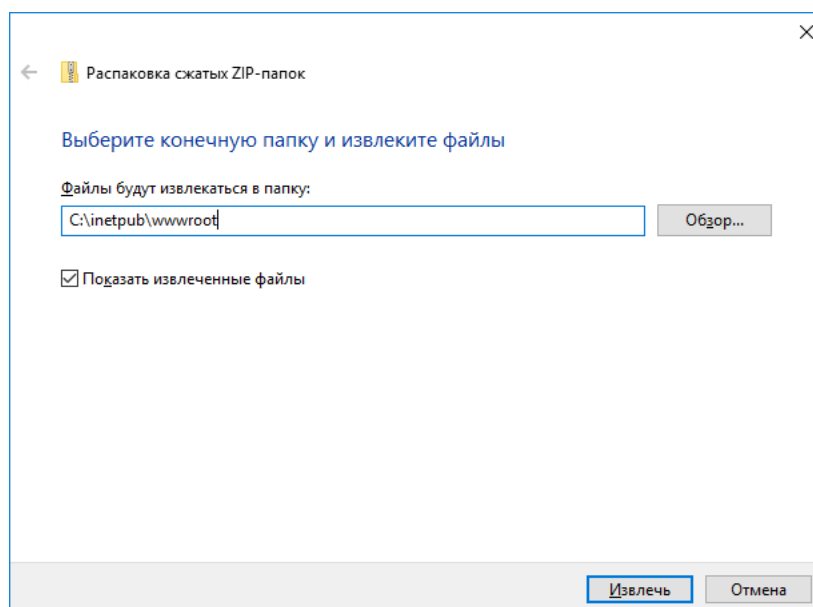 Распаковка сжатых ZIP-папок
Выберите конечную папку и извлеките файлы
Файлы будут извлекаться в папку:
C:\inetpub\wwwroot
Обзор...
Показать извлеченные файлы
Извлечь
Отмена